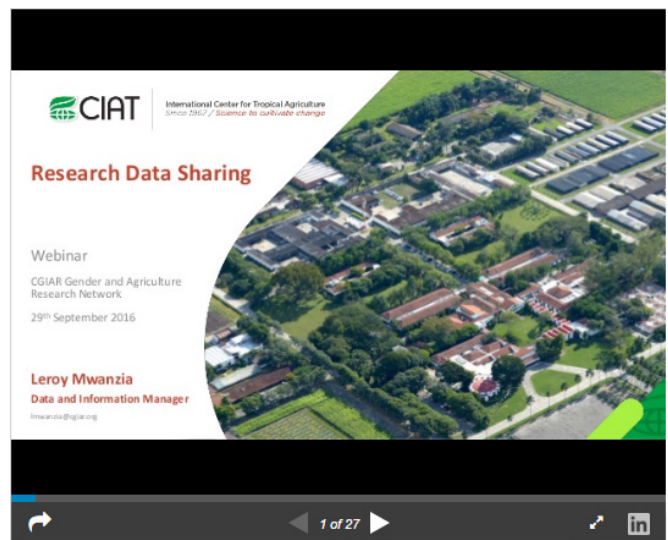 CIAT
International Center for Tropical Agriculture
Since 1967 / Science to cultivate change
Research Data Sharing
Webinar
CGIAR Gender and Agriculture
Research Network
29th September 2016
Leroy Mwanzia
Data and Information Manager
lmwanzia@cgiar.org
1 of 27
in